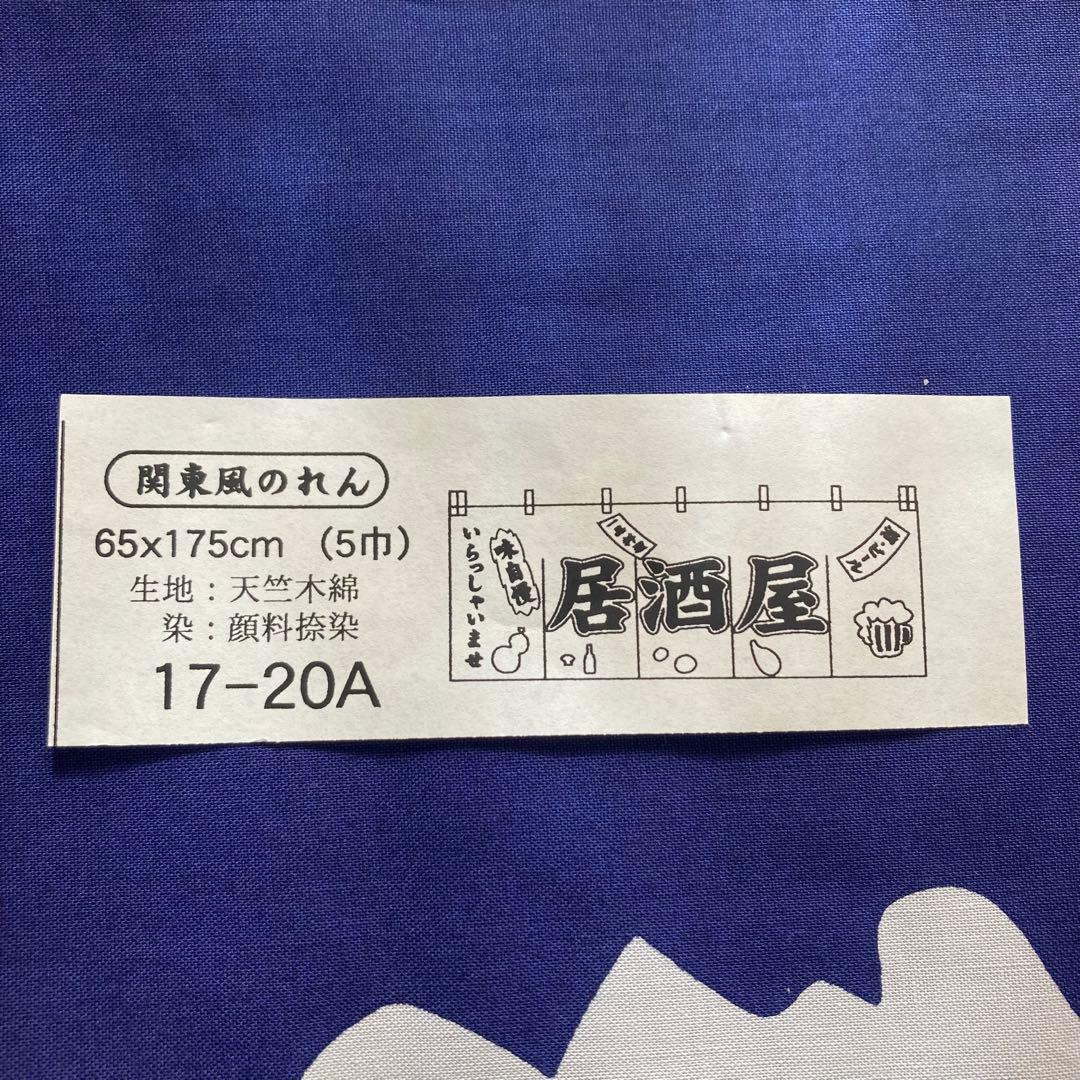 関東風のれん
65x175cm (5巾)
生地：天竺木綿
染：顔料捺染
17-20A
いらっしゃいませ
味自慢
居酒屋